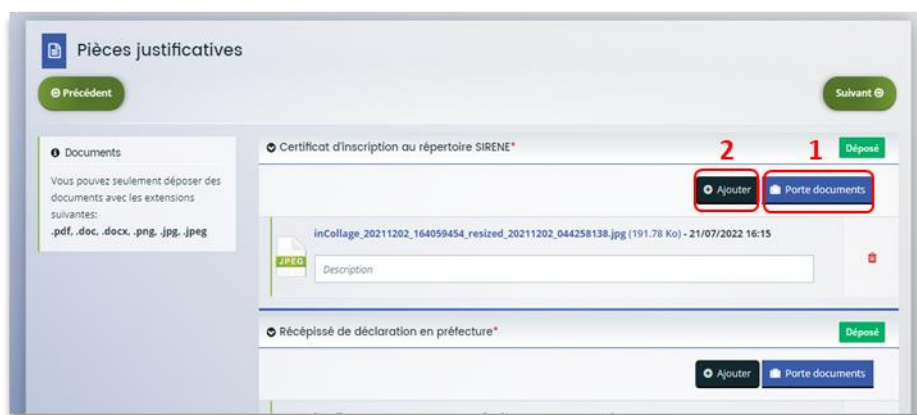 Pièces justificatives
Précédent
Suivant
Documents
Vous pouvez seulement déposer des
documents avec les extensions
suivantes:
.pdf, .doc, .docx, .png, .jpg, .jpeg
Certificat d'inscription au répertoire SIRENE*
Déposé
2
1
Ajouter
Porte documents
JPEG
inCollage_20211202_164059454_resized_20211202_044258138.jpg (191.78 Ko) - 21/07/2022 16:15
Description
Récépissé de déclaration en préfecture*
Déposé
Ajouter
Porte documents